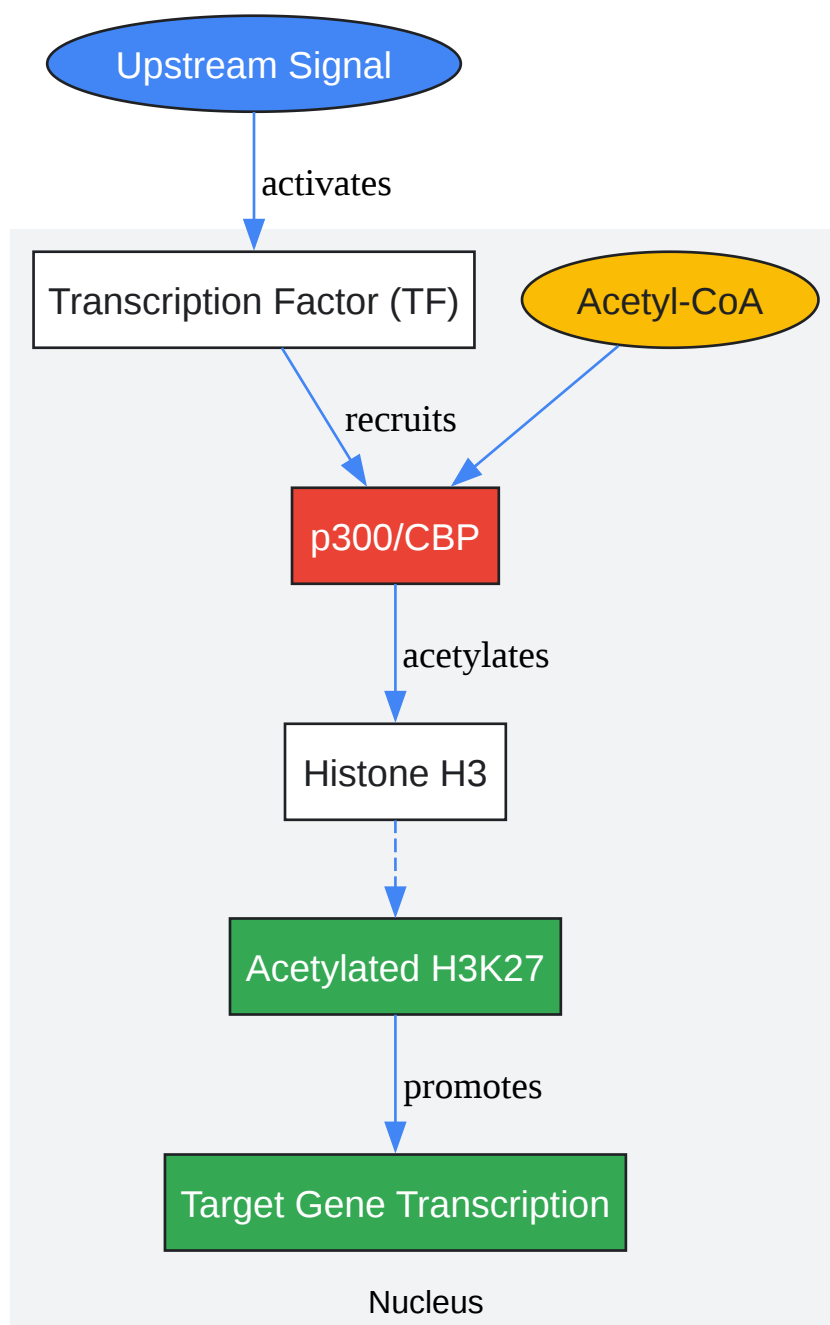 Upstream Signal
activates
Transcription Factor (TF)
Acetyl-CoA
recruits
p300/CBP
acetylates
Histone H3
Acetylated H3K27
promotes
Target Gene Transcription
Nucleus